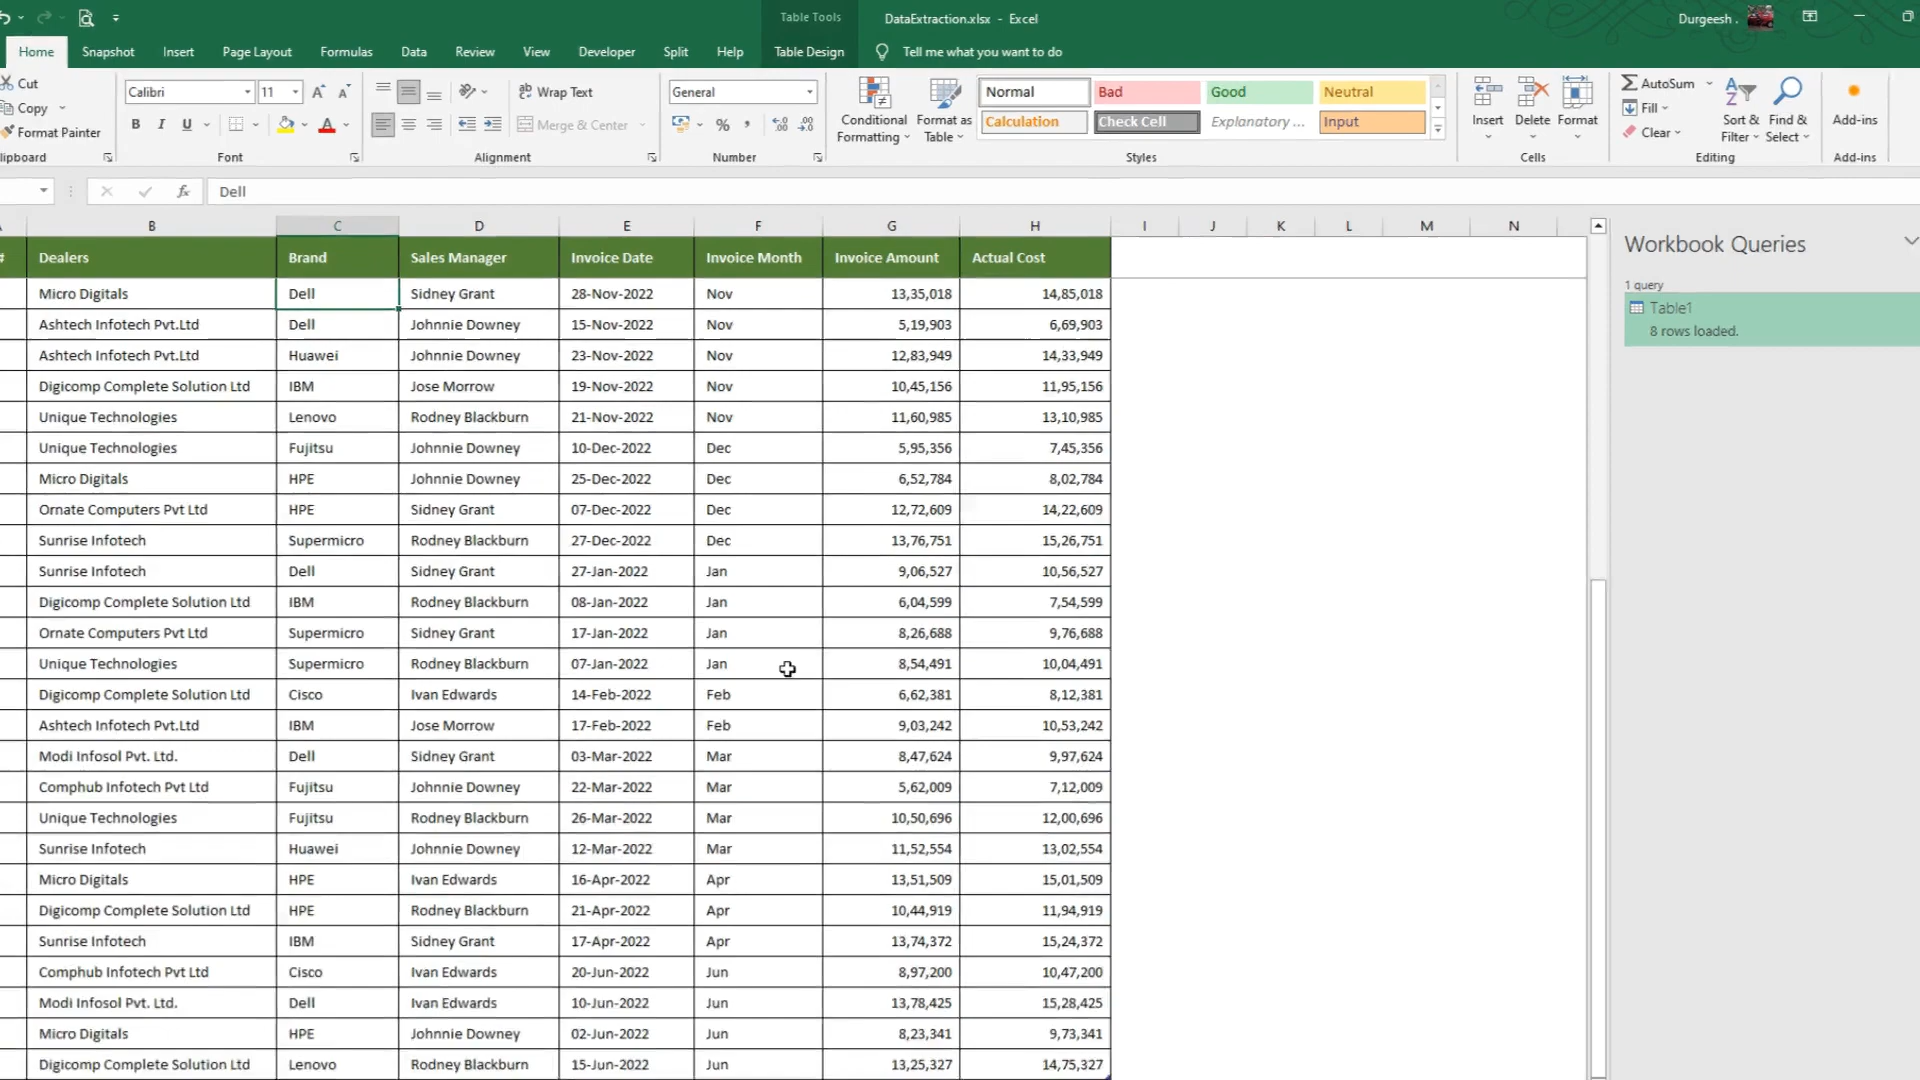 Table Tools
DataExtraction.xlsx - Excel
Durgeesh .
Home Snapshot Insert Page Layout Formulas Data Review View Developer Split Help Table Design Tell me what you want to do
Cut
Copy
Format Painter
lipboard
Calibri 11
B I U
Font
Wrap Text
Merge & Center
Alignment
General
Number
Conditional Formatting
Format as Table
Normal Bad Good Neutral
Calculation Check Cell Explanatory ... Input
Styles
Insert Delete Format
Cells
AutoSum
Fill
Clear
Sort & Filter
Find & Select
Editing
Add-ins
Add-ins
fx Dell
B C D E F G H I J K L M N
# Dealers Brand Sales Manager Invoice Date Invoice Month Invoice Amount Actual Cost
Micro Digitals Dell Sidney Grant 28-Nov-2022 Nov 13,35,018 14,85,018
Ashtech Infotech Pvt.Ltd Dell Johnnie Downey 15-Nov-2022 Nov 5,19,903 6,69,903
Ashtech Infotech Pvt.Ltd Huawei Johnnie Downey 23-Nov-2022 Nov 12,83,949 14,33,949
Digicomp Complete Solution Ltd IBM Jose Morrow 19-Nov-2022 Nov 10,45,156 11,95,156
Unique Technologies Lenovo Rodney Blackburn 21-Nov-2022 Nov 11,60,985 13,10,985
Unique Technologies Fujitsu Johnnie Downey 10-Dec-2022 Dec 5,95,356 7,45,356
Micro Digitals HPE Johnnie Downey 25-Dec-2022 Dec 6,52,784 8,02,784
Ornate Computers Pvt Ltd HPE Sidney Grant 07-Dec-2022 Dec 12,72,609 14,22,609
Sunrise Infotech Supermicro Rodney Blackburn 27-Dec-2022 Dec 13,76,751 15,26,751
Sunrise Infotech Dell Sidney Grant 27-Jan-2022 Jan 9,06,527 10,56,527
Digicomp Complete Solution Ltd IBM Rodney Blackburn 08-Jan-2022 Jan 6,04,599 7,54,599
Ornate Computers Pvt Ltd Supermicro Sidney Grant 17-Jan-2022 Jan 8,26,688 9,76,688
Unique Technologies Supermicro Rodney Blackburn 07-Jan-2022 Jan 8,54,491 10,04,491
Digicomp Complete Solution Ltd Cisco Ivan Edwards 14-Feb-2022 Feb 6,62,381 8,12,381
Ashtech Infotech Pvt.Ltd IBM Jose Morrow 17-Feb-2022 Feb 9,03,242 10,53,242
Modi Infosol Pvt. Ltd. Dell Sidney Grant 03-Mar-2022 Mar 8,47,624 9,97,624
Comphub Infotech Pvt Ltd Fujitsu Johnnie Downey 22-Mar-2022 Mar 5,62,009 7,12,009
Unique Technologies Fujitsu Rodney Blackburn 26-Mar-2022 Mar 10,50,696 12,00,696
Sunrise Infotech Huawei Johnnie Downey 12-Mar-2022 Mar 11,52,554 13,02,554
Micro Digitals HPE Ivan Edwards 16-Apr-2022 Apr 13,51,509 15,01,509
Digicomp Complete Solution Ltd HPE Rodney Blackburn 21-Apr-2022 Apr 10,44,919 11,94,919
Sunrise Infotech IBM Sidney Grant 17-Apr-2022 Apr 13,74,372 15,24,372
Comphub Infotech Pvt Ltd Cisco Ivan Edwards 20-Jun-2022 Jun 8,97,200 10,47,200
Modi Infosol Pvt. Ltd. Dell Ivan Edwards 10-Jun-2022 Jun 13,78,425 15,28,425
Micro Digitals HPE Johnnie Downey 02-Jun-2022 Jun 8,23,341 9,73,341
Digicomp Complete Solution Ltd Lenovo Rodney Blackburn 15-Jun-2022 Jun 13,25,327 14,75,327
Workbook Queries
1 query
Table1
8 rows loaded.